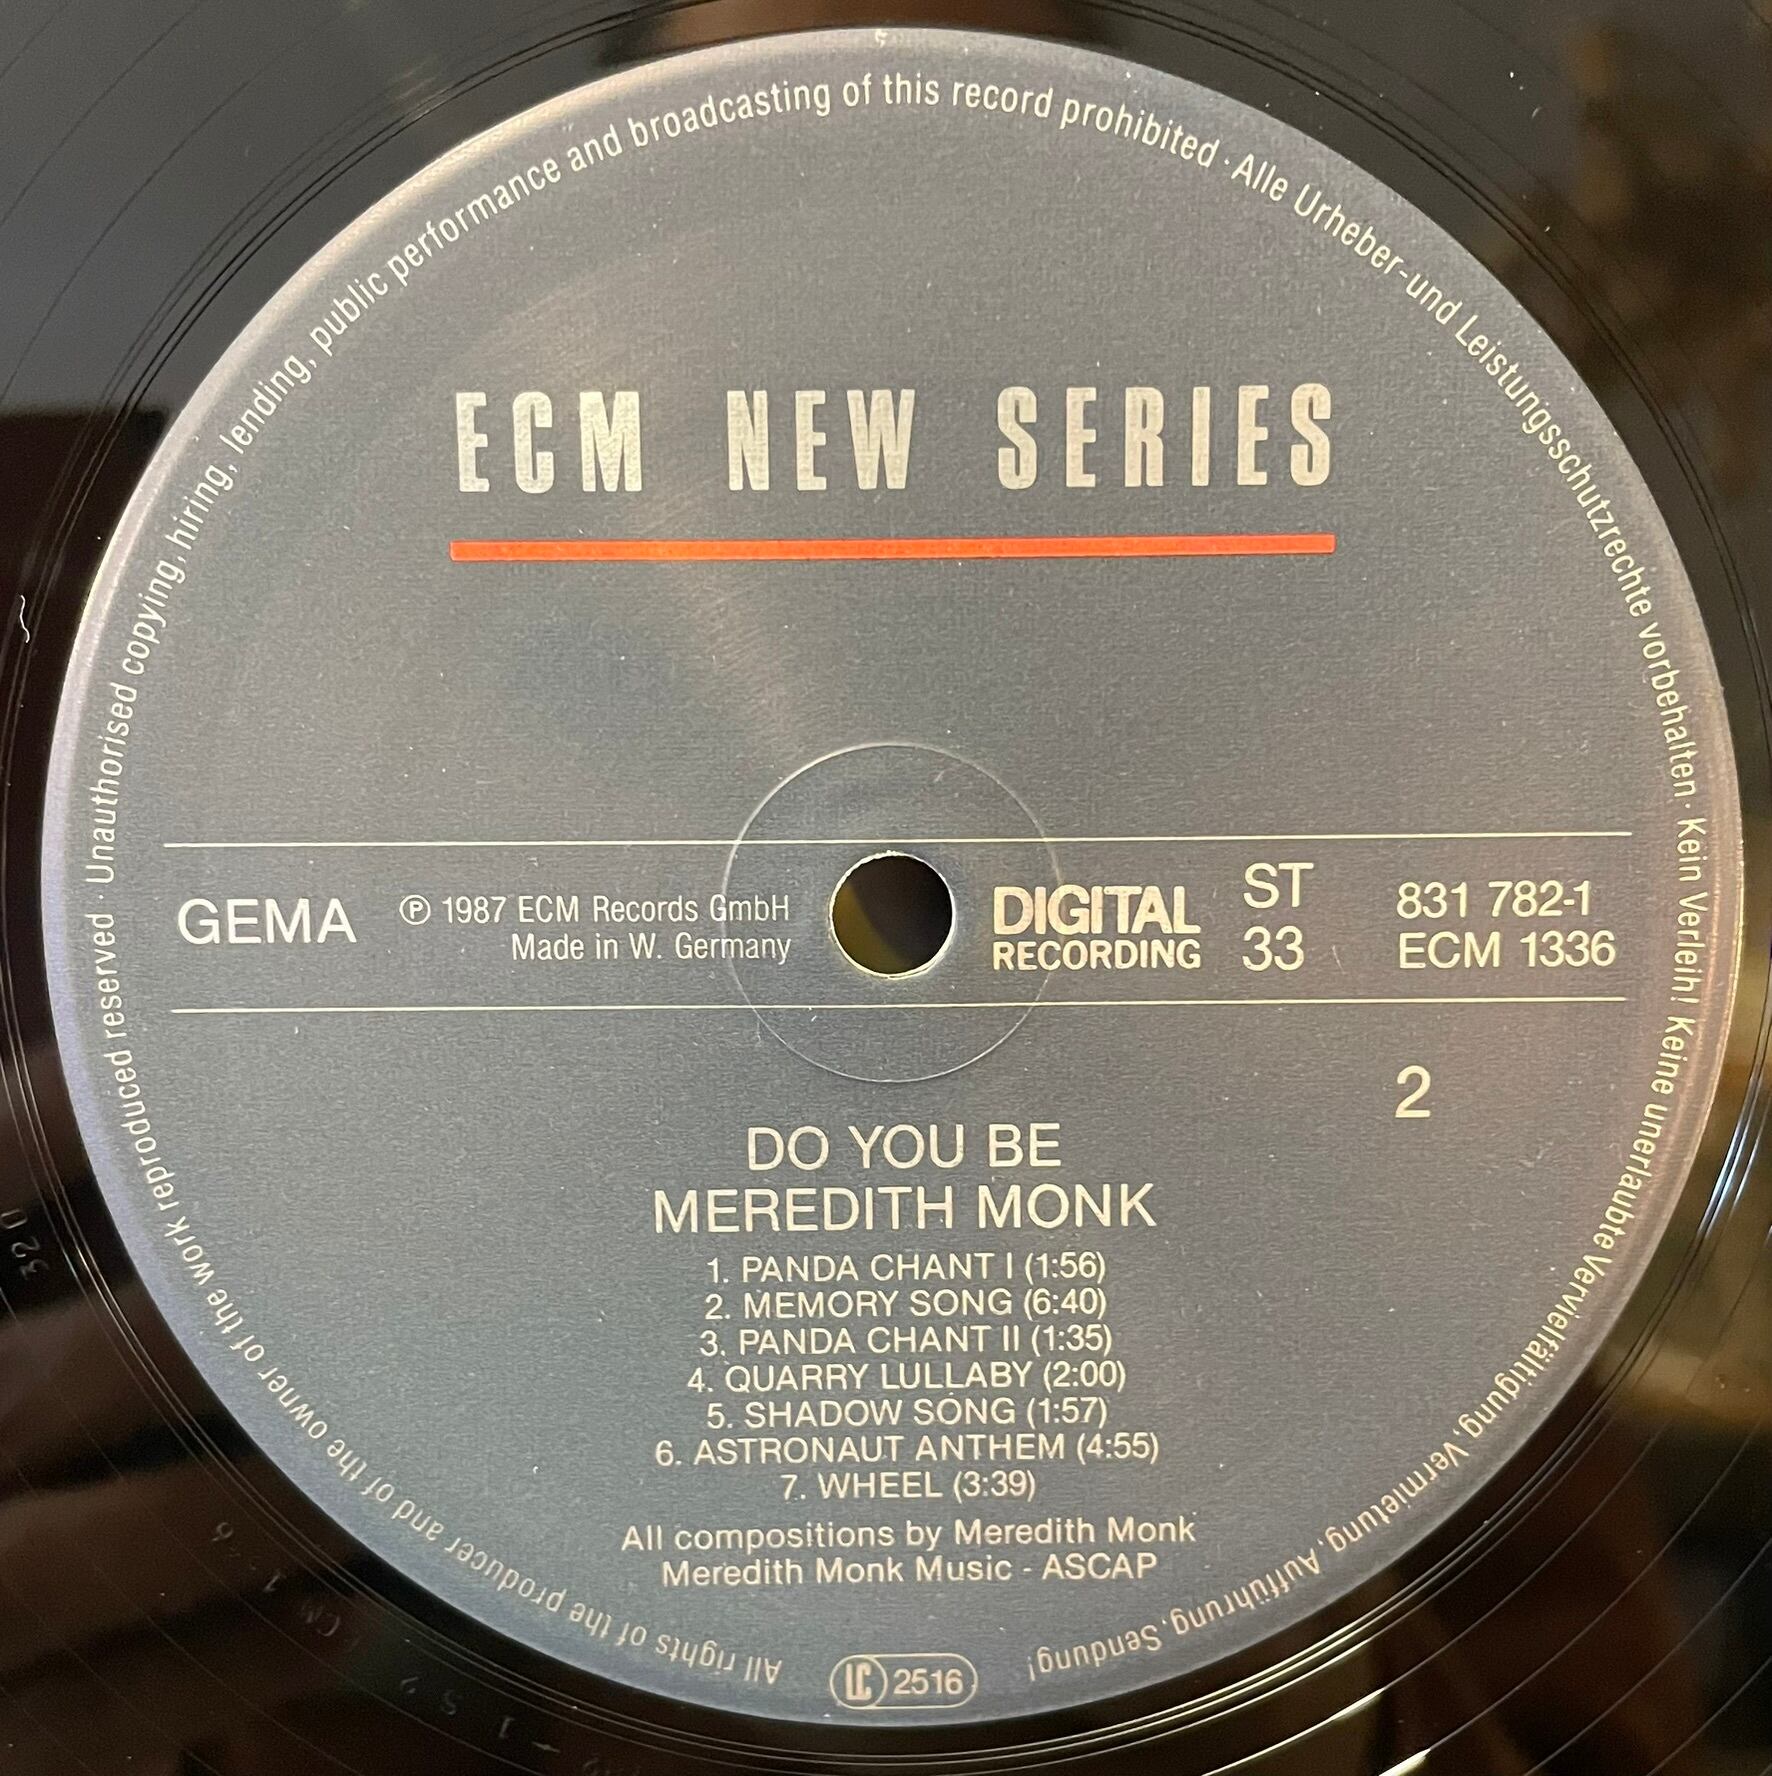 All rights of the producer and of the owner of the work reproduced reserved · Unauthorised copying, hiring, lending, public performance and broadcasting of this record prohibited · Alle Urheber-und Leistungsschutzrechte vorbehalten · Kein Verleih! Keine unerlaubte Vervielfältigung, Vermietung, Aufführung, Sendung!
ECM NEW SERIES
GEMA
℗ 1987 ECM Records GmbH
Made in W. Germany
DIGITAL
RECORDING
ST
33
831 782-1
ECM 1336
2
DO YOU BE
MEREDITH MONK
1. PANDA CHANT I (1:56)
2. MEMORY SONG (6:40)
3. PANDA CHANT II (1:35)
4. QUARRY LULLABY (2:00)
5. SHADOW SONG (1:57)
6. ASTRONAUT ANTHEM (4:55)
7. WHEEL (3:39)
All compositions by Meredith Monk
Meredith Monk Music - ASCAP
LC 2516
320